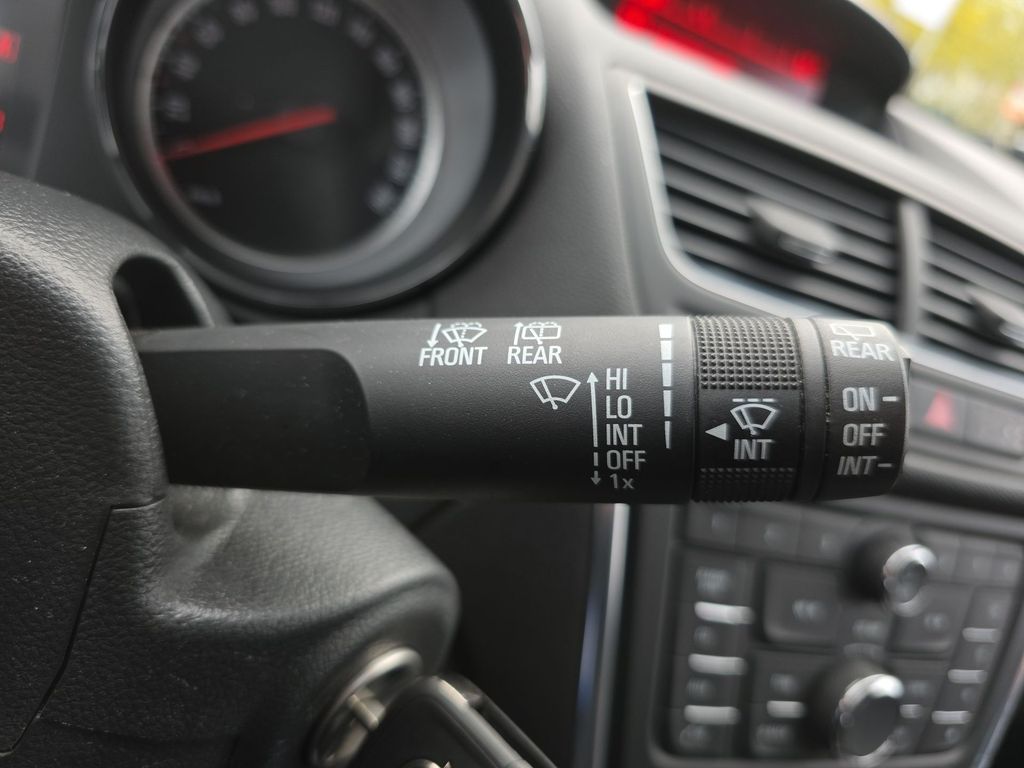 FRONT REAR
HI
LO
INT
OFF
1x
INT
REAR
ON
OFF
INT